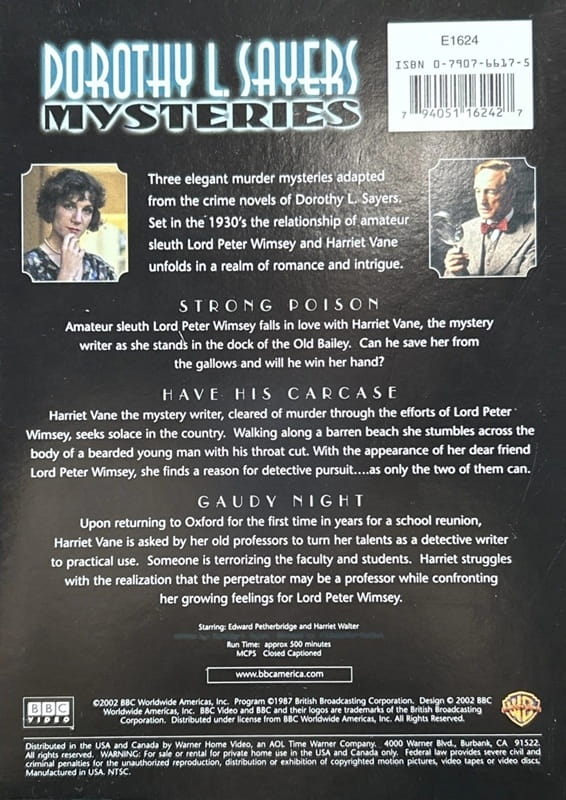 DOROTHY L. SAYERS
MYSTERIES
E1624
ISBN 0-7907-6617-5
7 94051 16242 7
Three elegant murder mysteries adapted
from the crime novels of Dorothy L. Sayers.
Set in the 1930's the relationship of amateur
sleuth Lord Peter Wimsey and Harriet Vane
unfolds in a realm of romance and intrigue.
STRONG POISON
Amateur sleuth Lord Peter Wimsey falls in love with Harriet Vane, the mystery
writer as she stands in the dock of the Old Bailey. Can he save her from
the gallows and will he win her hand?
HAVE HIS CARCASE
Harriet Vane the mystery writer, cleared of murder through the efforts of Lord Peter
Wimsey, seeks solace in the country. Walking along a barren beach she stumbles across the
body of a bearded young man with his throat cut. With the appearance of her dear friend
Lord Peter Wimsey, she finds a reason for detective pursuit....as only the two of them can.
GAUDY NIGHT
Upon returning to Oxford for the first time in years for a school reunion,
Harriet Vane is asked by her old professors to turn her talents as a detective writer
to practical use. Someone is terrorizing the faculty and students. Harriet struggles
with the realization that the perpetrator may be a professor while confronting
her growing feelings for Lord Peter Wimsey.
Starring: Edward Petherbridge and Harriet Walter
Run Time: approx 500 minutes
MCPS Closed Captioned
www.bbcamerica.com
BBC
VIDEO
©2002 BBC Worldwide Americas, Inc. Program ©1987 British Broadcasting Corporation. Design © 2002 BBC
Worldwide Americas, Inc. BBC Video and BBC and their logos are trademarks of the British Broadcasting
Corporation. Distributed under license from BBC Worldwide Americas, Inc. All Rights Reserved.
Distributed in the USA and Canada by Warner Home Video, an AOL Time Warner Company. 4000 Warner Blvd., Burbank, CA 91522.
All rights reserved. WARNING: For sale or rental for private home use in the USA and Canada only. Federal law provides severe civil and
criminal penalties for the unauthorized reproduction, distribution or exhibition of copyrighted motion pictures, video tapes or video discs.
Manufactured in USA. NTSC.